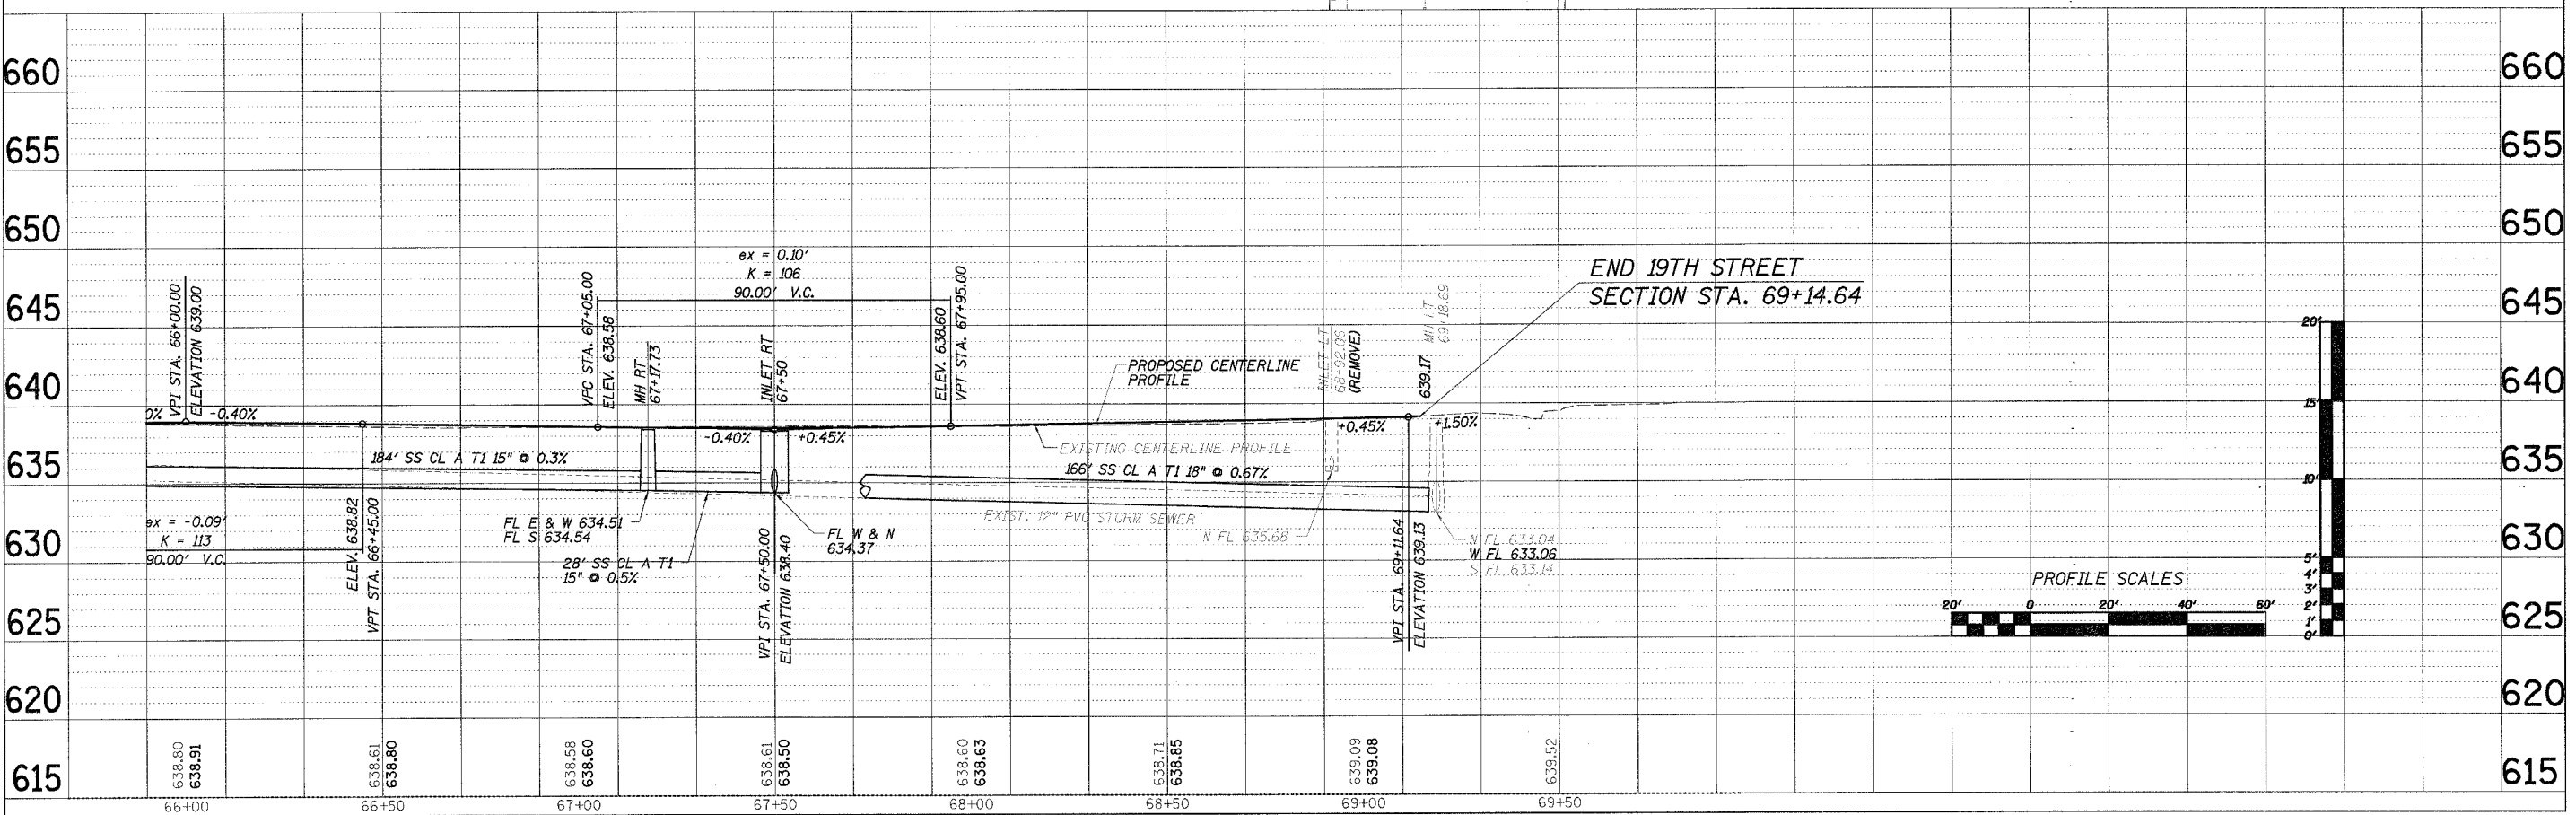 660
655
650
645
640
635
630
625
620
615
660
655
650
645
640
635
630
625
620
615
0%
VPI STA. 66+00.00
ELEVATION 639.00
-0.40%
184' SS CL A T1 15" @ 0.3%
ex = -0.09'
K = 113
90.00' V.C.
ELEV. 638.82
VPT STA. 66+45.00
VPC STA. 67+05.00
ELEV. 638.58
MH RT
67+17.73
ex = 0.10'
K = 106
90.00' V.C.
INLET RT
67+50
-0.40%
+0.45%
FL E & W 634.51
FL S 634.54
28' SS CL A T1
15" @ 0.5%
VPI STA. 67+50.00
ELEVATION 638.40
FL W & N
634.37
ELEV. 638.60
VPT STA. 67+95.00
PROPOSED CENTERLINE
PROFILE
EXISTING CENTERLINE PROFILE
166' SS CL A T1 18" @ 0.67%
EXIST. 12" PVC STORM SEWER
INLET LT
68+92.06
(REMOVE)
N FL 635.68
+0.45%
639.17
MH LT
69+18.69
+1.50%
END 19TH STREET
SECTION STA. 69+14.64
VPI STA. 69+11.64
ELEVATION 639.13
N FL 633.04
W FL 633.06
S FL 633.14
PROFILE SCALES
20' 0 20' 40' 60'
20'
15'
10'
5'
4'
3'
2'
1'
0'
638.80
638.91
638.61
638.80
638.58
638.60
638.61
638.50
638.60
638.63
638.71
638.85
639.09
639.08
639.52
66+00 66+50 67+00 67+50 68+00 68+50 69+00 69+50